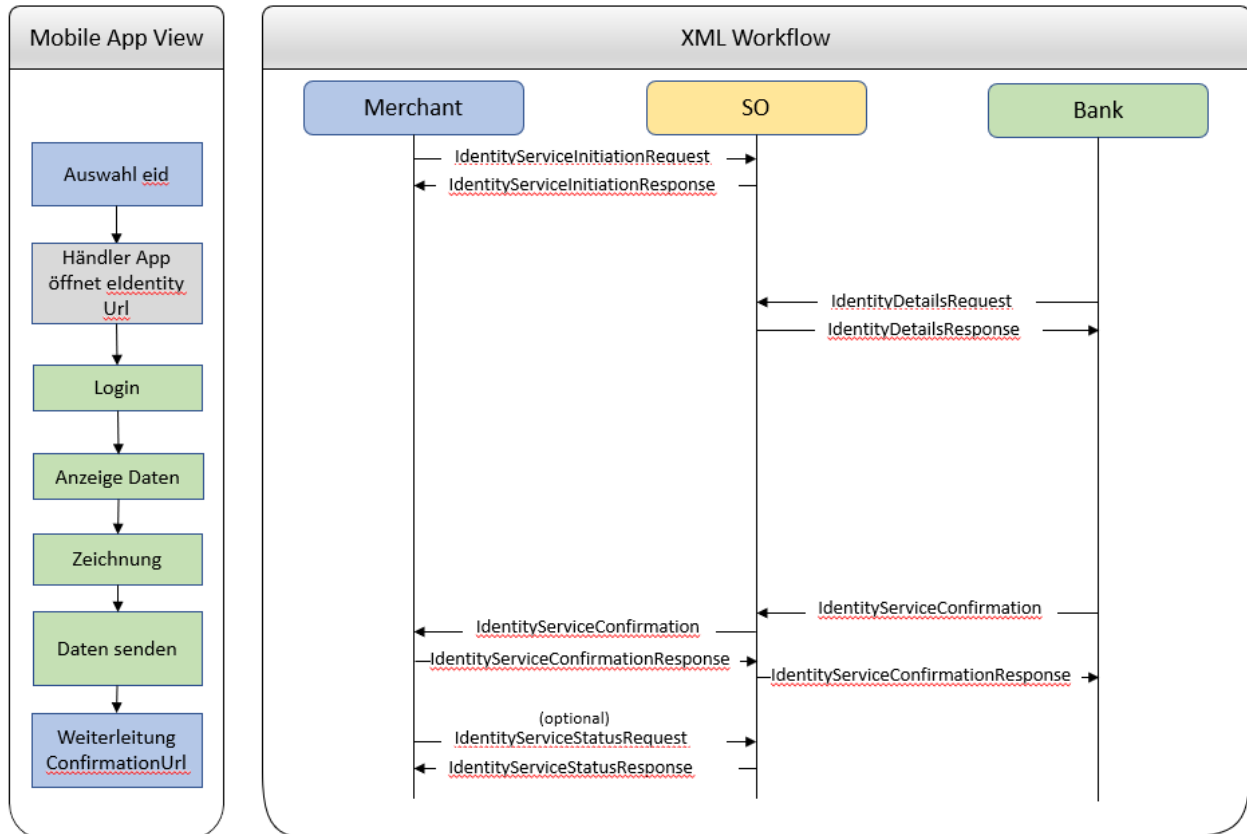 Mobile App View
Auswahl eid
Händler App
öffnet eIdentity
Url
Login
Anzeige Daten
Zeichnung
Daten senden
Weiterleitung
ConfirmationUrl
XML Workflow
Merchant
SO
Bank
IdentityServiceInitiationRequest
IdentityServiceInitiationResponse
IdentityDetailsRequest
IdentityDetailsResponse
IdentityServiceConfirmation
IdentityServiceConfirmation
IdentityServiceConfirmationResponse
IdentityServiceConfirmationResponse
(optional)
IdentityServiceStatusRequest
IdentityServiceStatusResponse